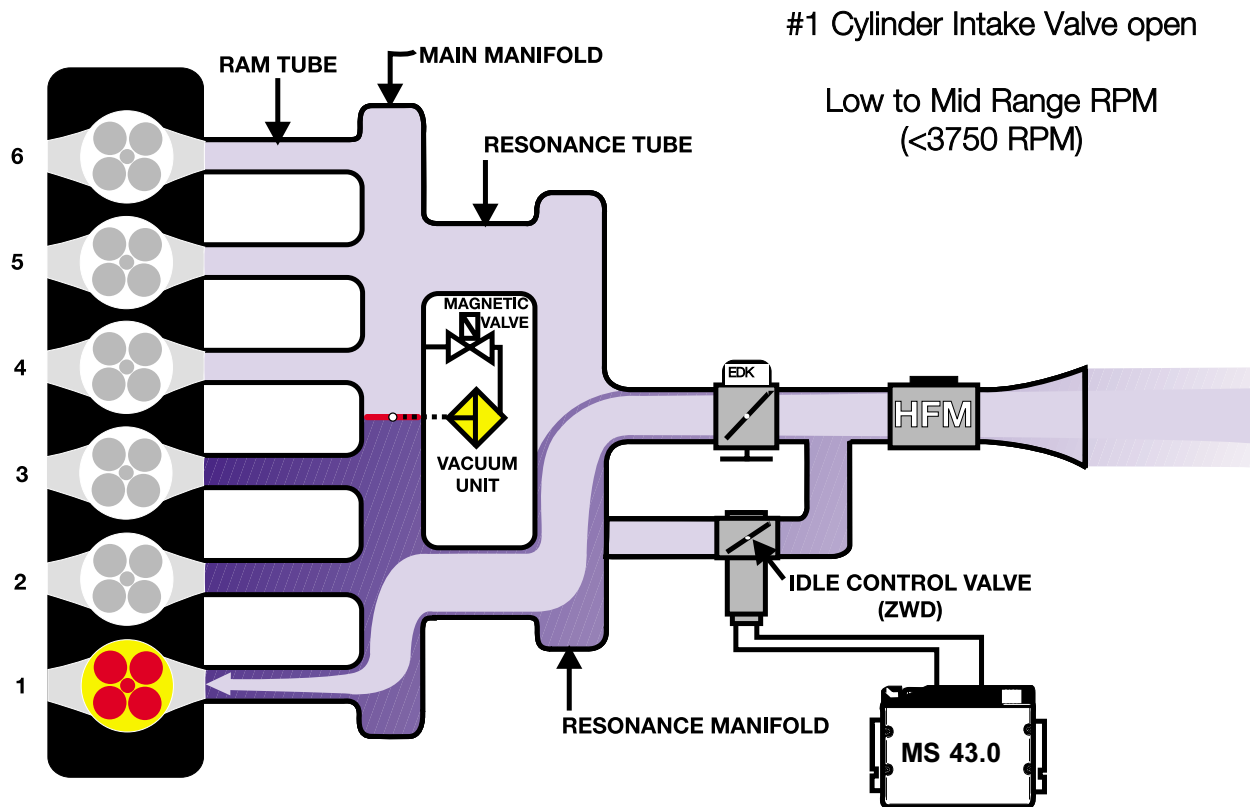 #1 Cylinder Intake Valve open
Low to Mid Range RPM
(<3750 RPM)
RAM TUBE
MAIN MANIFOLD
RESONANCE TUBE
6
5
4
3
2
1
MAGNETIC
VALVE
VACUUM
UNIT
EDK
HFM
IDLE CONTROL VALVE
(ZWD)
RESONANCE MANIFOLD
MS 43.0